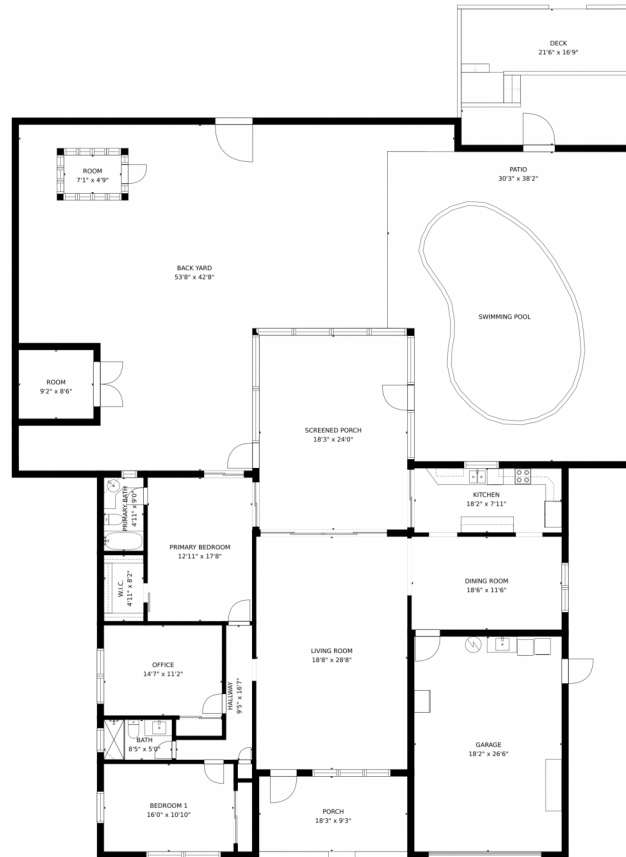 DECK
21'6" x 16'9"
ROOM
7'1" x 4'9"
PATIO
30'3" x 38'2"
BACK YARD
53'8" x 42'8"
SWIMMING POOL
ROOM
9'2" x 8'6"
SCREENED PORCH
18'3" x 24'0"
PRIMARY BATH
4'11" x 9'0"
KITCHEN
18'2" x 7'11"
PRIMARY BEDROOM
12'11" x 17'8"
W.I.C.
4'11" x 8'2"
DINING ROOM
18'6" x 11'6"
OFFICE
14'7" x 11'2"
HALLWAY
9'5" x 16'7"
LIVING ROOM
18'8" x 28'8"
BATH
8'5" x 5'0"
GARAGE
18'2" x 26'6"
BEDROOM 1
16'0" x 10'10"
PORCH
18'3" x 9'3"